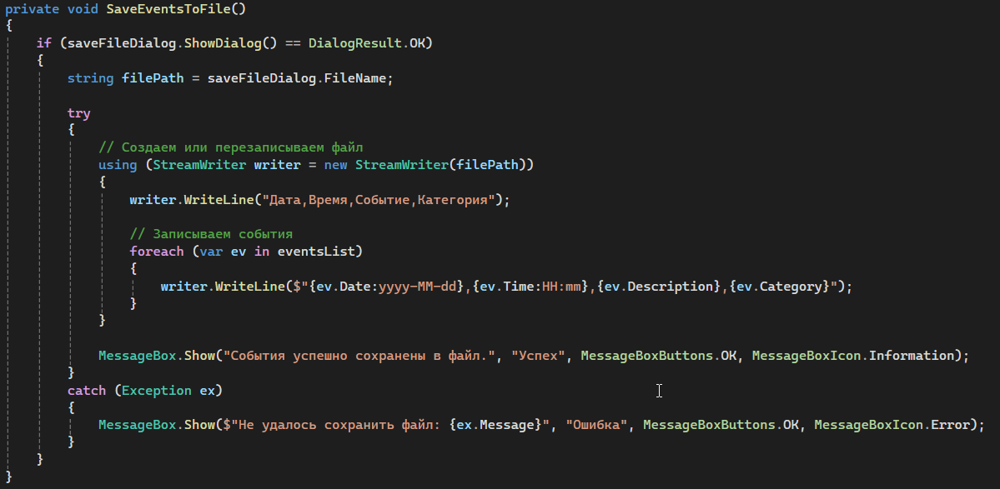 private void SaveEventsToFile()
{
if (saveFileDialog.ShowDialog() == DialogResult.OK)
{
string filePath = saveFileDialog.FileName;
try
{
// Создаем или перезаписываем файл
using (StreamWriter writer = new StreamWriter(filePath))
{
writer.WriteLine("Дата,Время,Событие,Категория");
// Записываем события
foreach (var ev in eventsList)
{
writer.WriteLine($"{ev.Date:yyyy-MM-dd},{ev.Time:HH:mm},{ev.Description},{ev.Category}");
}
}
MessageBox.Show("События успешно сохранены в файл.", "Успех", MessageBoxButtons.OK, MessageBoxIcon.Information);
}
catch (Exception ex)
{
MessageBox.Show($"Не удалось сохранить файл: {ex.Message}", "Ошибка", MessageBoxButtons.OK, MessageBoxIcon.Error);
}
}
}